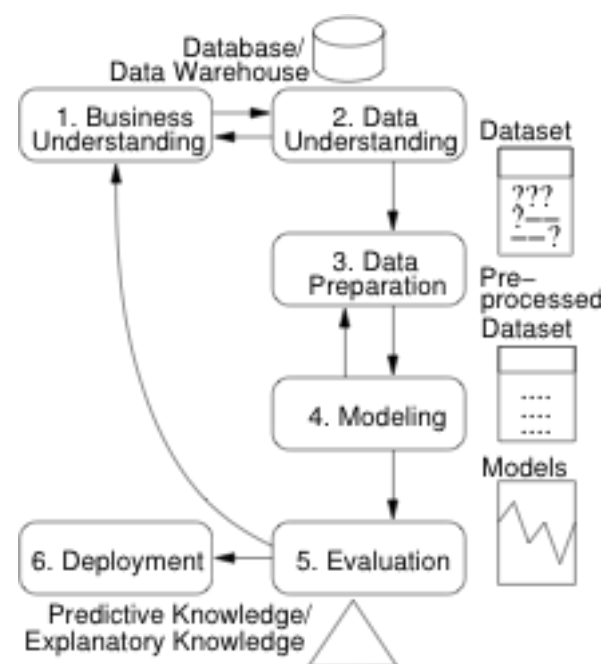 Database/
Data Warehouse
1. Business
Understanding
2. Data
Understanding
Dataset
???
?--
--?
3. Data
Preparation
Pre-
processed
Dataset
....
....
....
4. Modeling
Models
6. Deployment
5. Evaluation
Predictive Knowledge/
Explanatory Knowledge